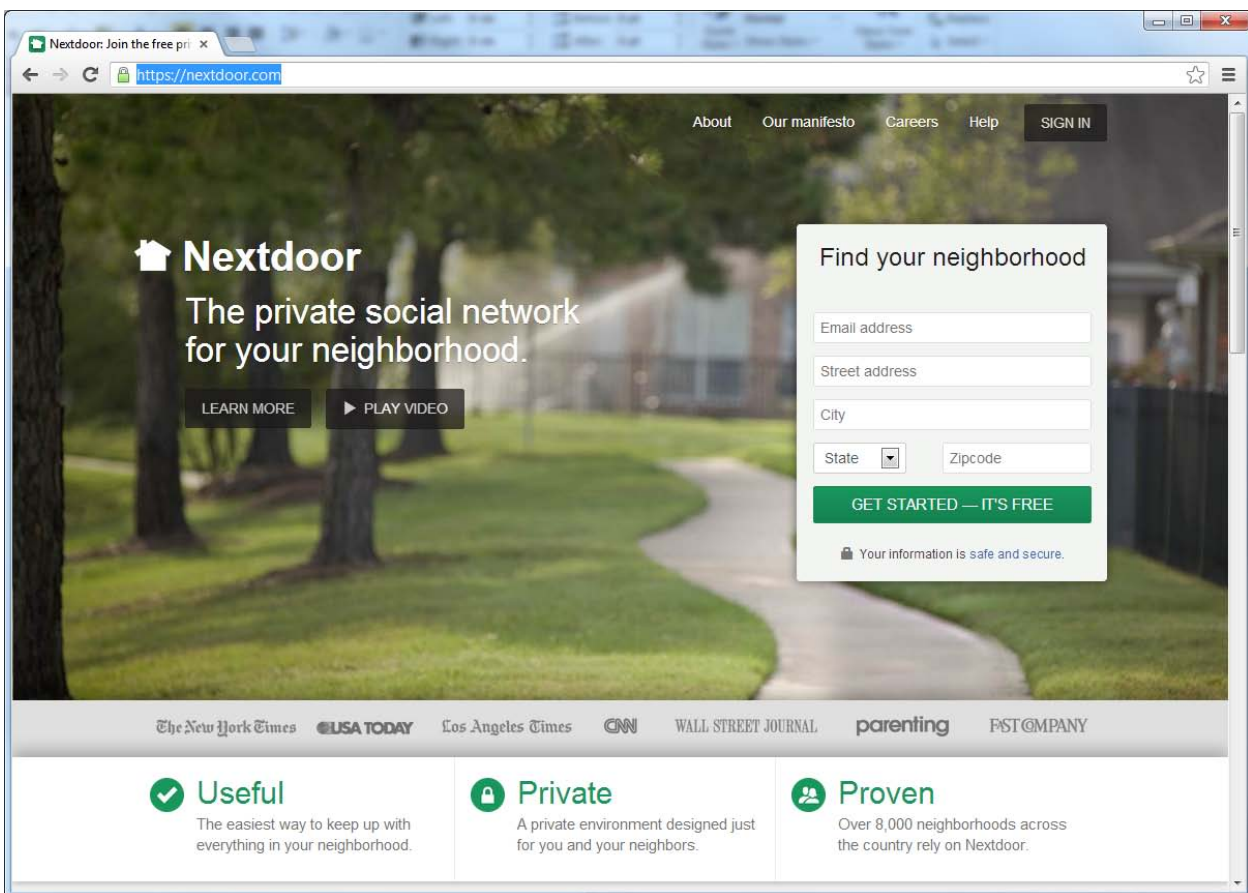 Nextdoor: Join the free pri
https://nextdoor.com
About Our manifesto Careers Help SIGN IN
Nextdoor
The private social network
for your neighborhood.
LEARN MORE PLAY VIDEO
Find your neighborhood
Email address
Street address
City
State Zipcode
GET STARTED — IT'S FREE
Your information is safe and secure.
The New York Times USA TODAY Los Angeles Times CNN WALL STREET JOURNAL parenting FAST COMPANY
Useful
The easiest way to keep up with
everything in your neighborhood.
Private
A private environment designed just
for you and your neighbors.
Proven
Over 8,000 neighborhoods across
the country rely on Nextdoor.